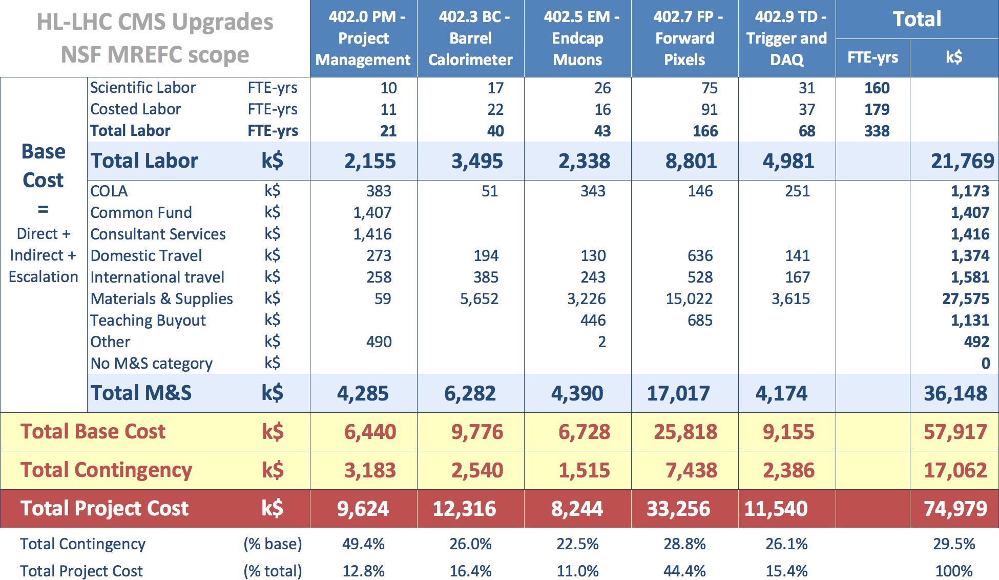 HL-LHC CMS Upgrades
NSF MREFC scope
402.0 PM - Project Management
402.3 BC - Barrel Calorimeter
402.5 EM - Endcap Muons
402.7 FP - Forward Pixels
402.9 TD - Trigger and DAQ
Total
FTE-yrs k$
Base
Cost
=
Direct +
Indirect +
Escalation
Scientific Labor FTE-yrs 10 17 26 75 31 160
Costed Labor FTE-yrs 11 22 16 91 37 179
Total Labor FTE-yrs 21 40 43 166 68 338
Total Labor k$ 2,155 3,495 2,338 8,801 4,981 21,769
COLA k$ 383 51 343 146 251 1,173
Common Fund k$ 1,407 1,407
Consultant Services k$ 1,416 1,416
Domestic Travel k$ 273 194 130 636 141 1,374
International travel k$ 258 385 243 528 167 1,581
Materials & Supplies k$ 59 5,652 3,226 15,022 3,615 27,575
Teaching Buyout k$ 446 685 1,131
Other k$ 490 2 492
No M&S category k$ 0
Total M&S k$ 4,285 6,282 4,390 17,017 4,174 36,148
Total Base Cost k$ 6,440 9,776 6,728 25,818 9,155 57,917
Total Contingency k$ 3,183 2,540 1,515 7,438 2,386 17,062
Total Project Cost k$ 9,624 12,316 8,244 33,256 11,540 74,979
Total Contingency (% base) 49.4% 26.0% 22.5% 28.8% 26.1% 29.5%
Total Project Cost (% total) 12.8% 16.4% 11.0% 44.4% 15.4% 100%